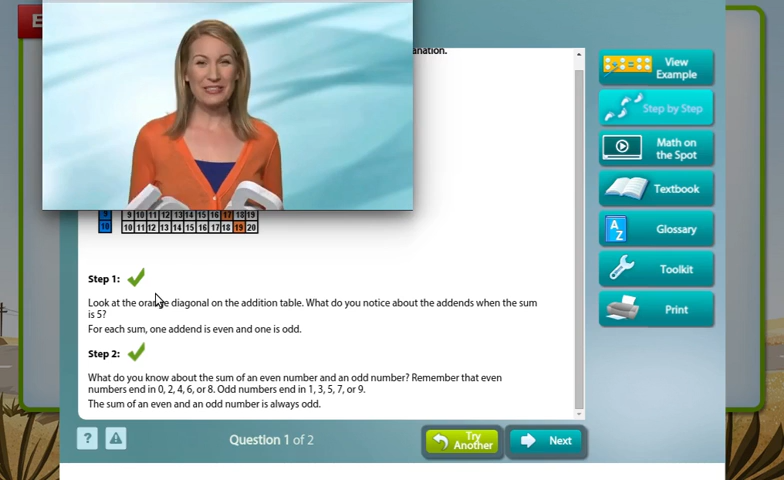 E
anation.
9 9 10 11 12 13 14 15 16 17 18 19
10 10 11 12 13 14 15 16 17 18 19 20
Step 1:
Look at the orange diagonal on the addition table. What do you notice about the addends when the sum
is 5?
For each sum, one addend is even and one is odd.
Step 2:
What do you know about the sum of an even number and an odd number? Remember that even
numbers end in 0, 2, 4, 6, or 8. Odd numbers end in 1, 3, 5, 7, or 9.
The sum of an even and an odd number is always odd.
? Question 1 of 2
Try
Another
Next
View
Example
Step by Step
Math on
the Spot
A Z
Textbook
Glossary
Toolkit
Print